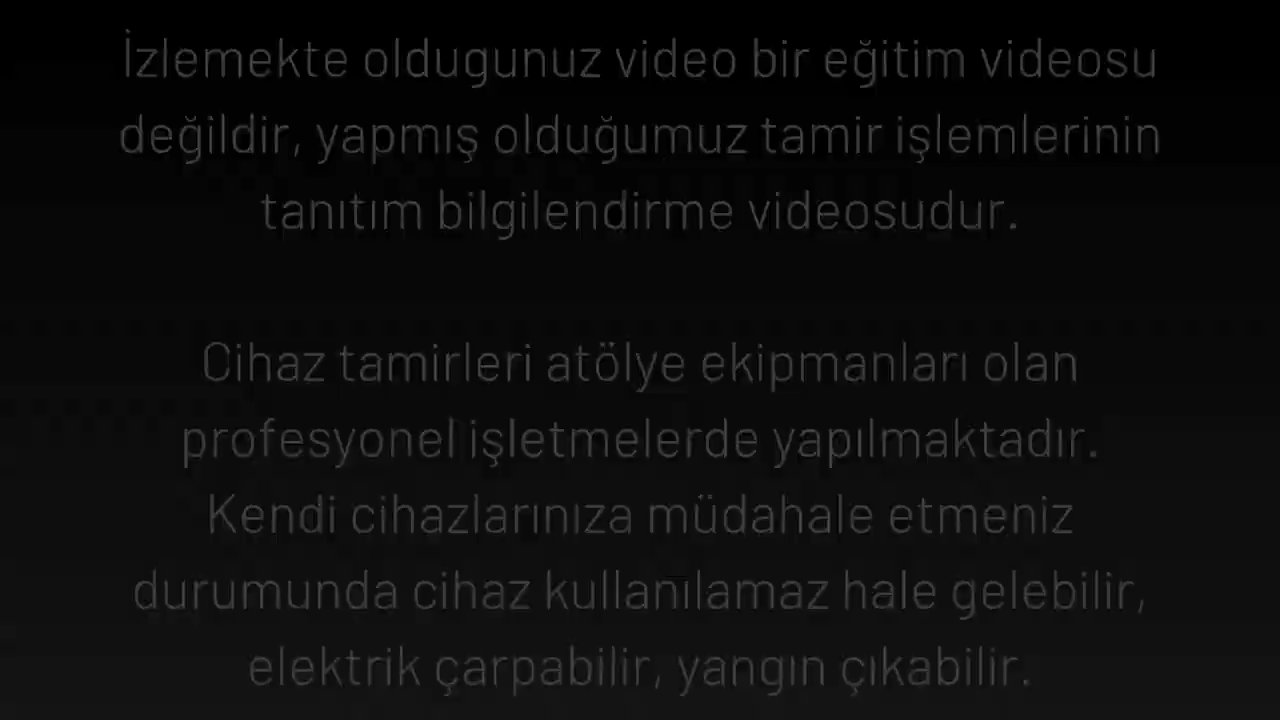 İzlemekte oldugunuz video bir eğitim videosu
değildir, yapmış olduğumuz tamir işlemlerinin
tanıtım bilgilendirme videosudur.
Cihaz tamirleri atölye ekipmanları olan
profesyonel işletmelerde yapılmaktadır.
Kendi cihazlarınıza müdahale etmeniz
durumunda cihaz kullanılamaz hale gelebilir,
elektrik çarpabilir, yangın çıkabilir.